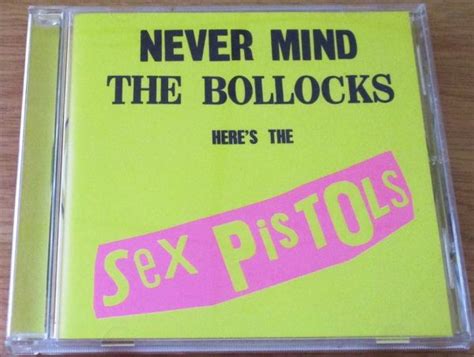 NEVER MIND
THE BOLLOCKS
HERE'S THE
Sex PiSTOLs